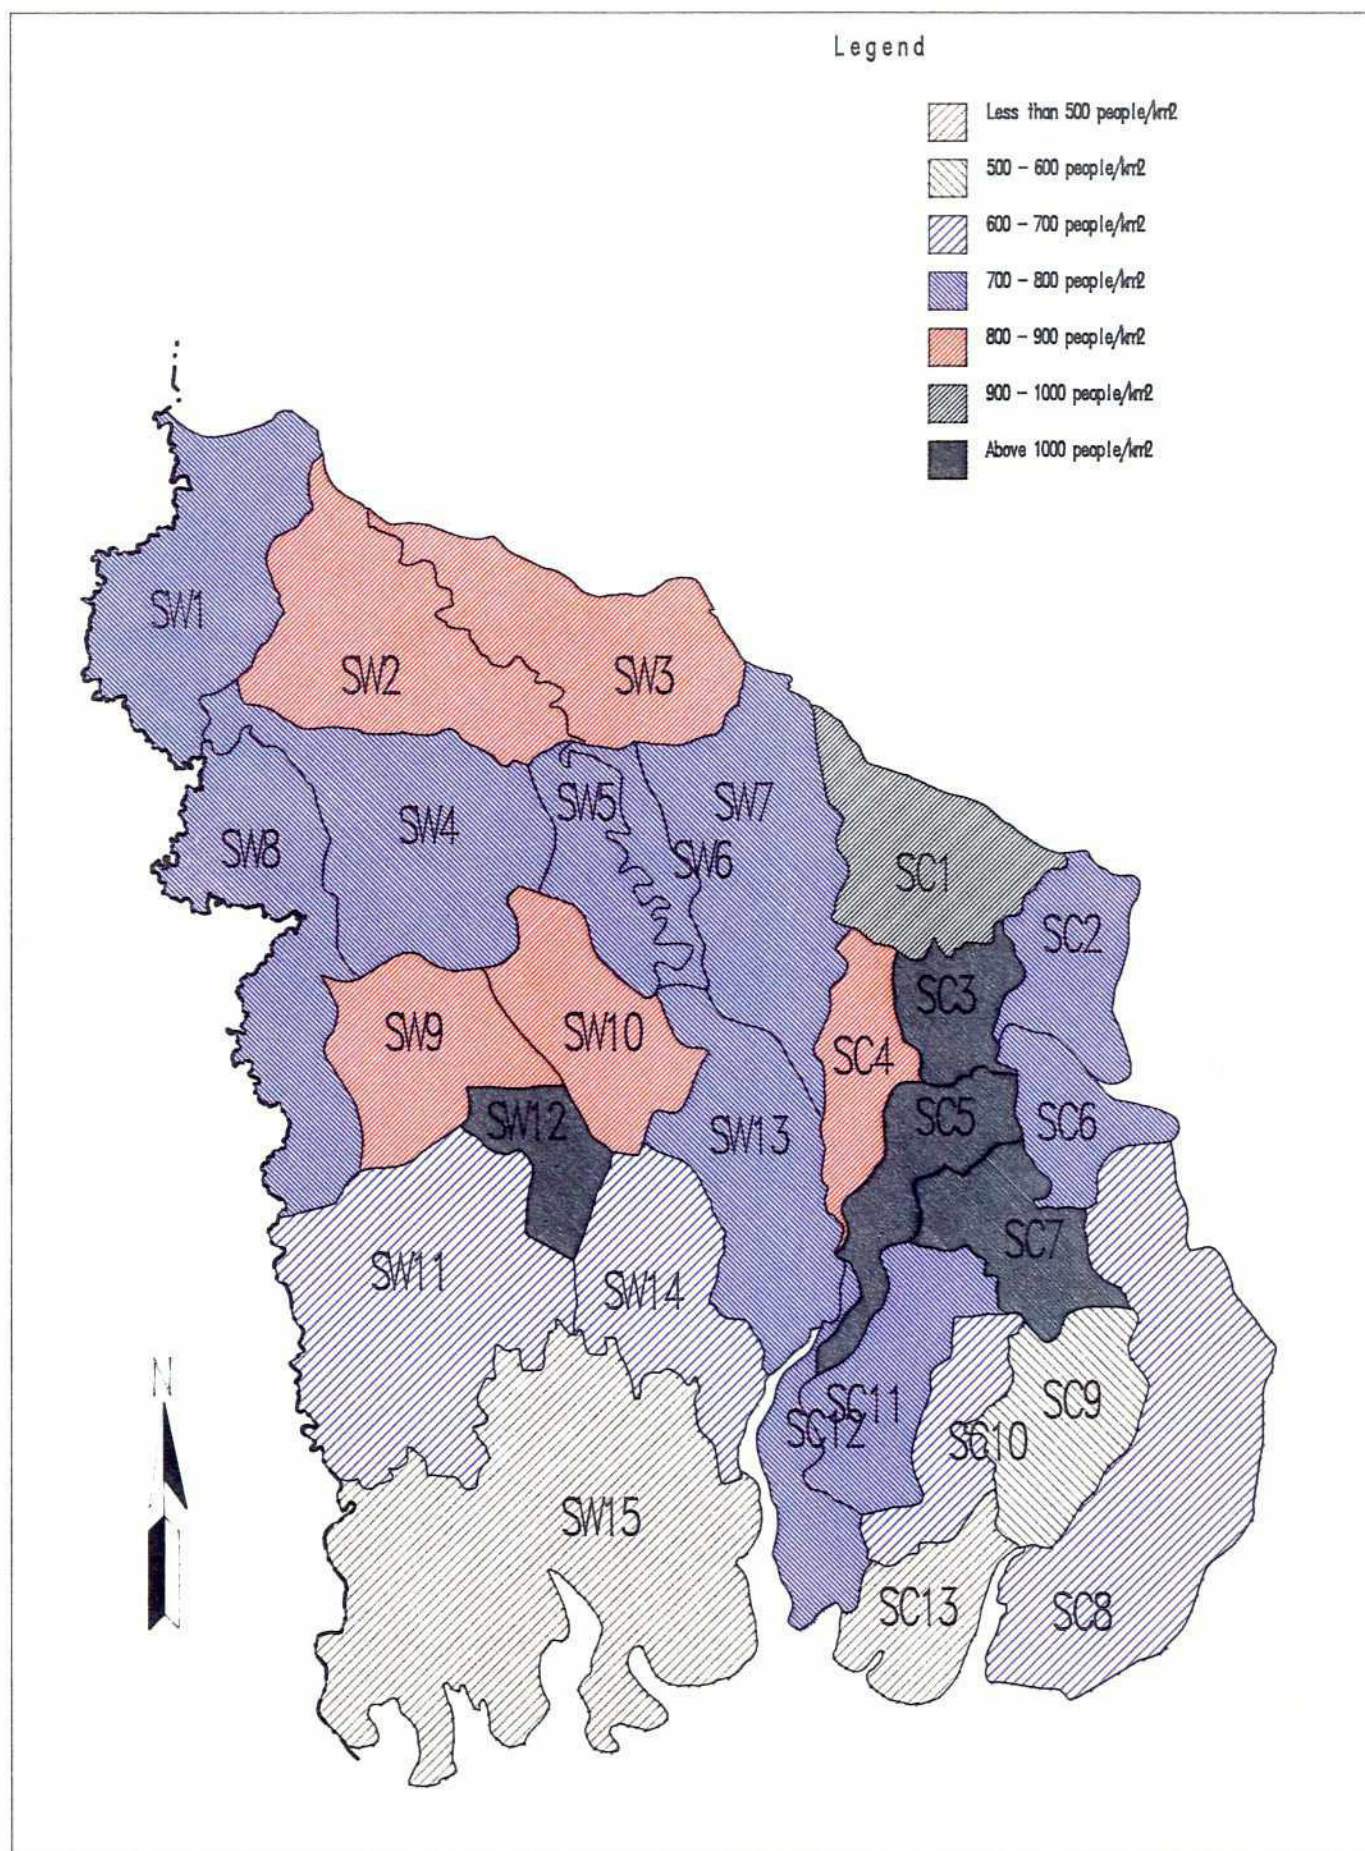 Legend
Less than 500 people/km2
500 - 600 people/km2
600 - 700 people/km2
700 - 800 people/km2
800 - 900 people/km2
900 - 1000 people/km2
Above 1000 people/km2
SW1
SW2
SW3
SW4
SW5
SW7
SW8
SW6
SC1
SC2
SC3
SW9
SW10
SC4
SW12
SW13
SC5
SC6
SW11
SW14
SC7
SC11
SC9
SC12
SC10
SW15
SC13
SC8
N